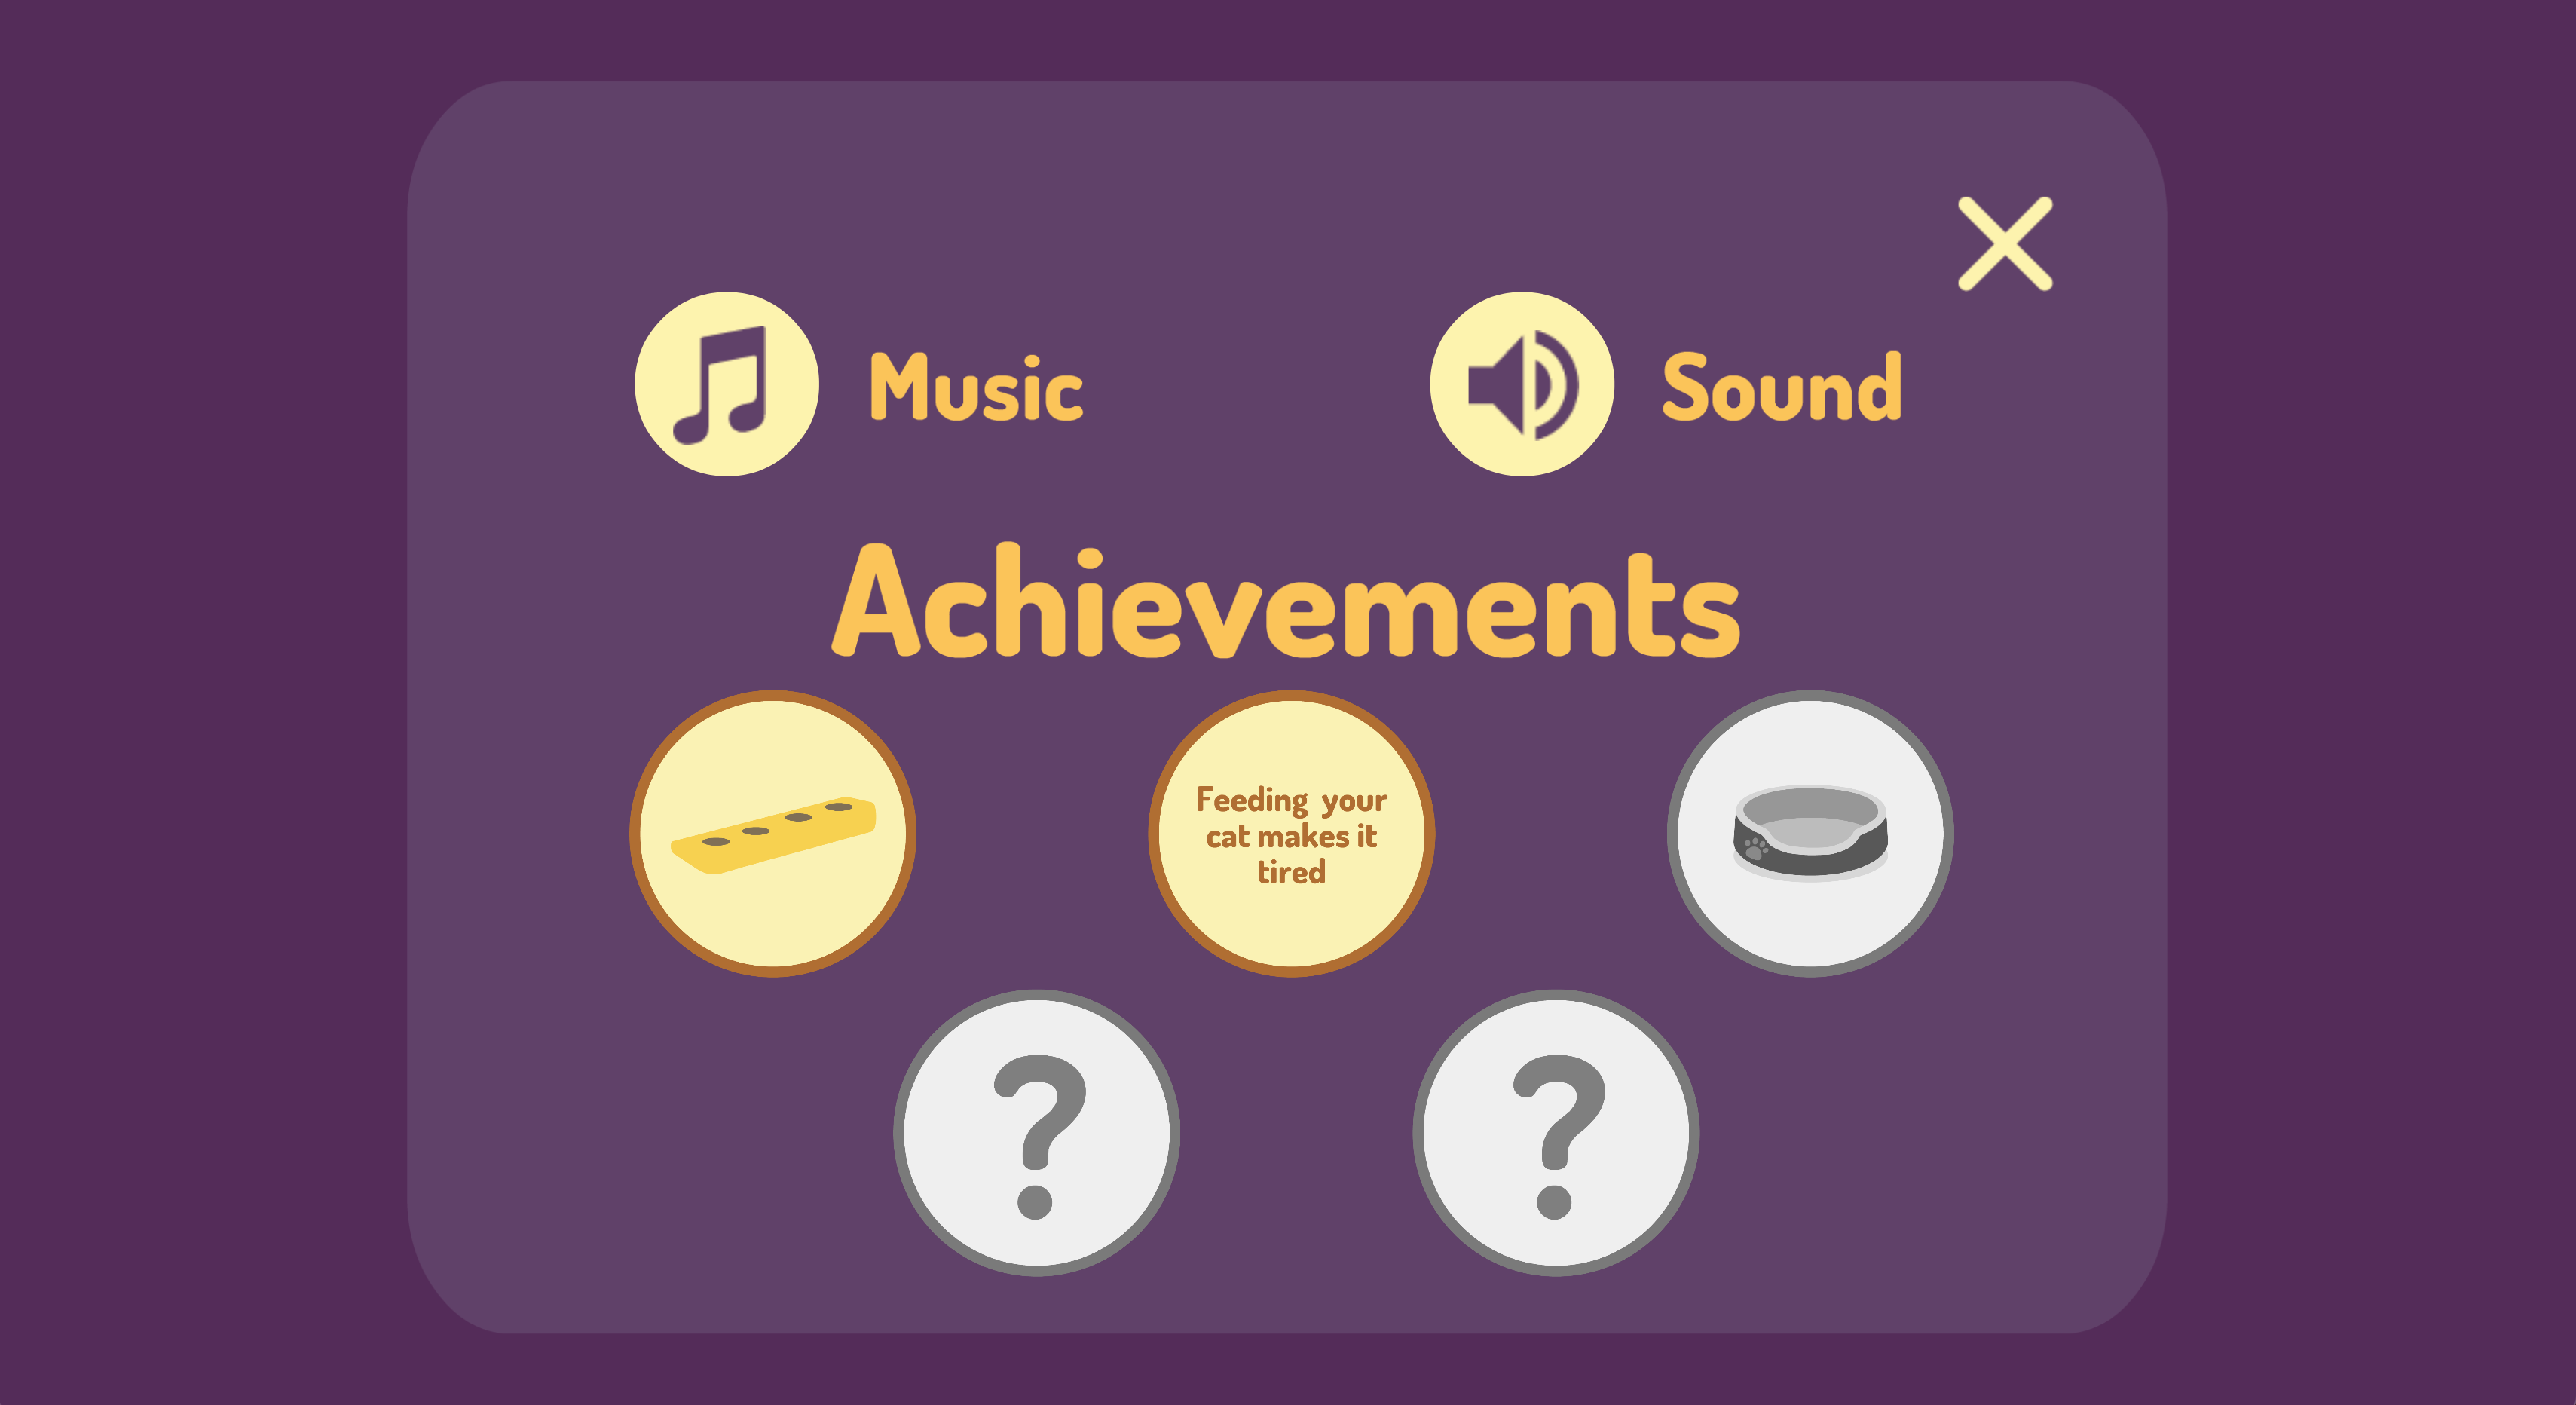 Music
Sound
Achievements
Feeding your
cat makes it
tired
?
?